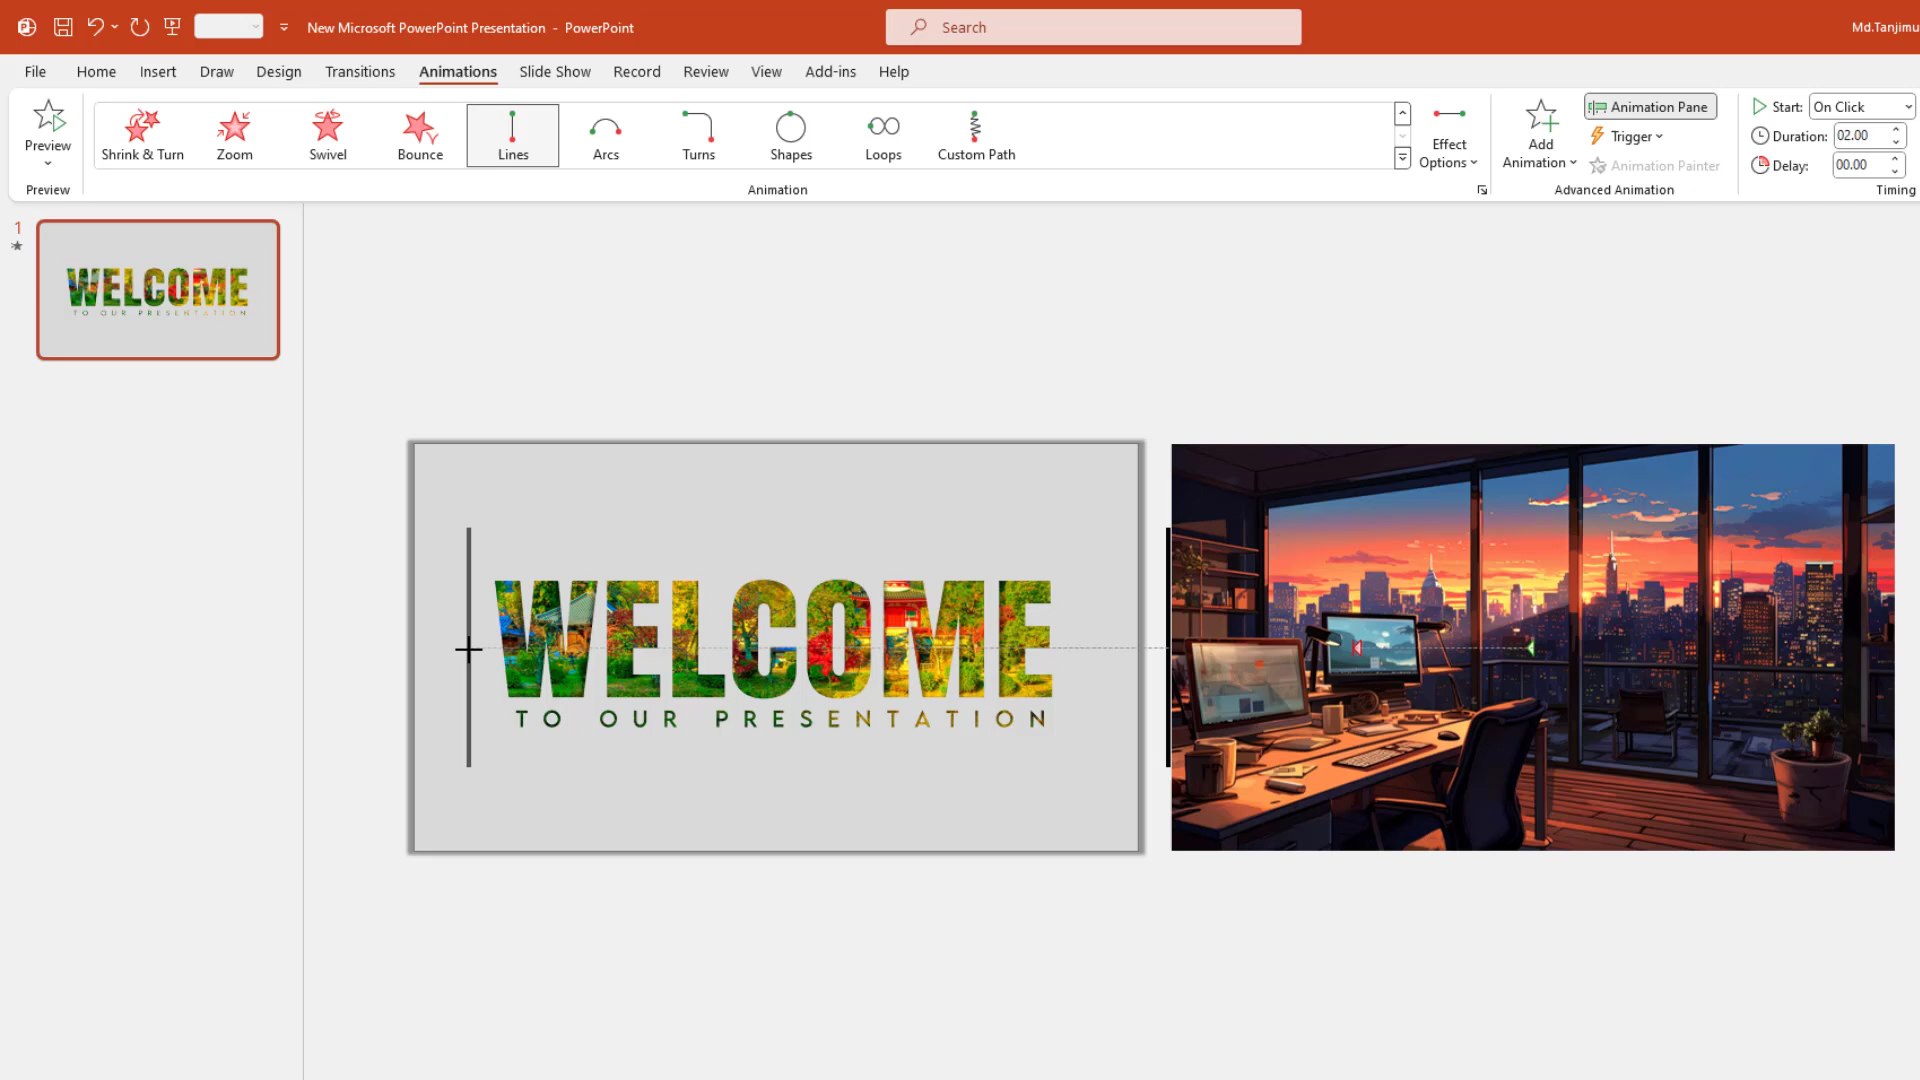 New Microsoft PowerPoint Presentation - PowerPoint
Search
Md.Tanjimu
File Home Insert Draw Design Transitions Animations Slide Show Record Review View Add-ins Help
Preview
Preview
Shrink & Turn
Zoom
Swivel
Bounce
Lines
Arcs
Turns
Shapes
Loops
Custom Path
Animation
Effect
Options
Add
Animation
Animation Pane
Trigger
Animation Painter
Advanced Animation
Start: On Click
Duration: 02.00
Delay: 00.00
Timing
1
WELCOME
TO OUR PRESENTATION
WELCOME
TO OUR PRESENTATION